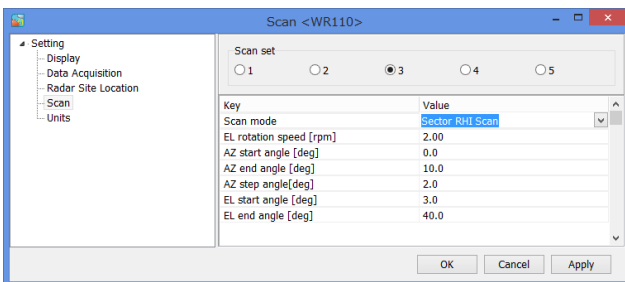 Scan <WR110>
Setting
Display
Data Acquisition
Radar Site Location
Scan
Units
Scan set
1 2 3 4 5
Key Value
Scan mode Sector RHI Scan
EL rotation speed [rpm] 2.00
AZ start angle [deg] 0.0
AZ end angle [deg] 10.0
AZ step angle[deg] 2.0
EL start angle [deg] 3.0
EL end angle [deg] 40.0
OK Cancel Apply